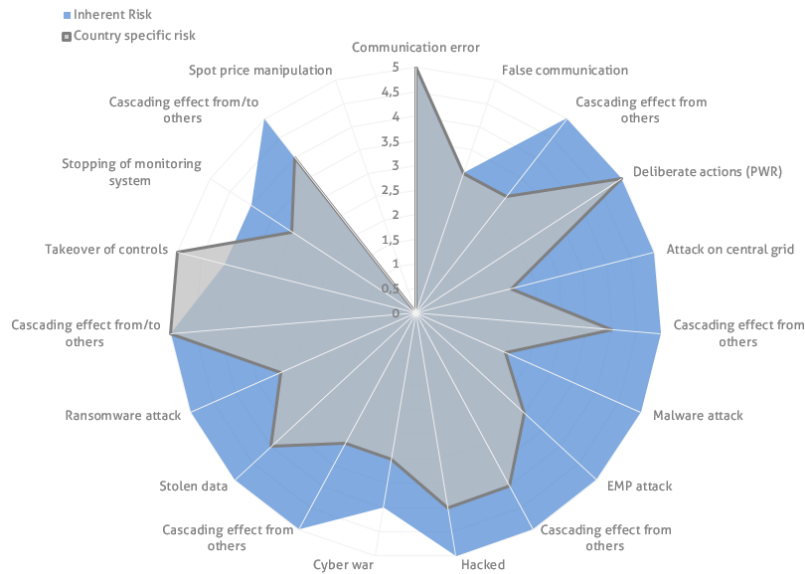 Inherent Risk
Country specific risk
Communication error
Spot price manipulation
False communication
Cascading effect from/to
others
Cascading effect from
others
Stopping of monitoring
system
Deliberate actions (PWR)
Takeover of controls
Attack on central grid
Cascading effect from/to
others
Cascading effect from
others
Ransomware attack
Malware attack
Stolen data
EMP attack
Cascading effect from
others
Cascading effect from
others
Cyber war
Hacked
5
4,5
4
3,5
3
2,5
2
1,5
1
0,5
0